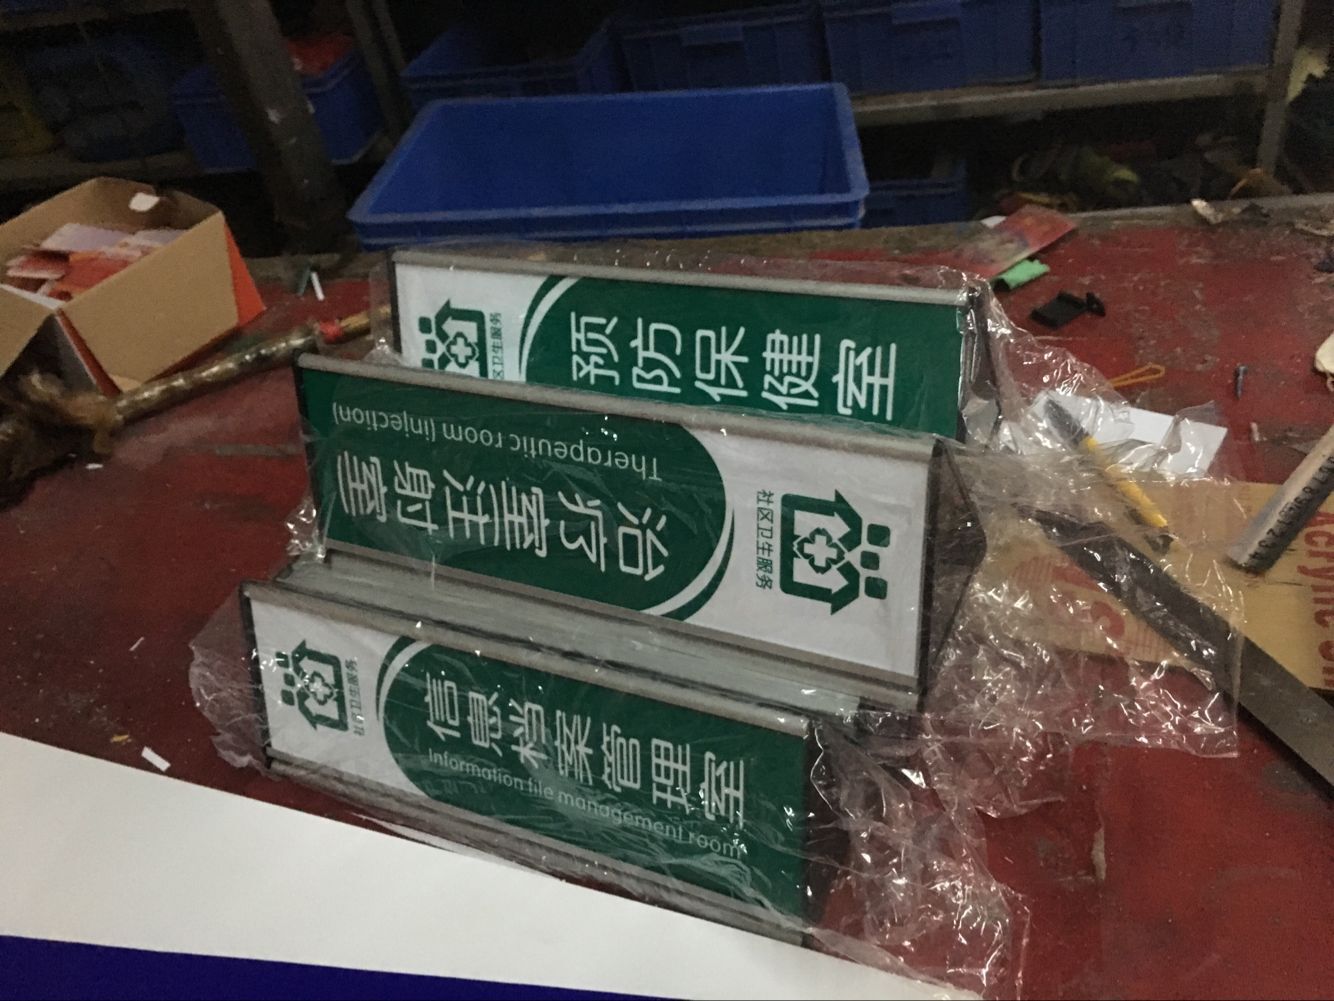 区卫生服务
预防保健室
社区卫生服务
治疗室注射室
Therapeutic room (injection)
社区卫生服务
信息档案管理室
Information file management room